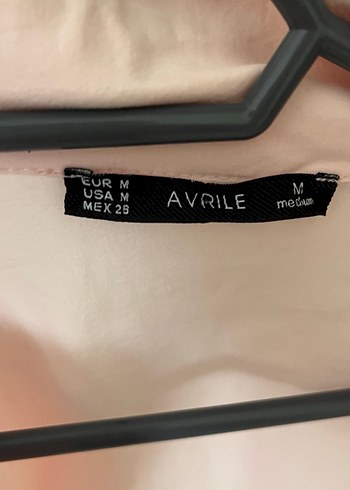 EUR M
USA M
MEX 28
AVRILE
M
medium